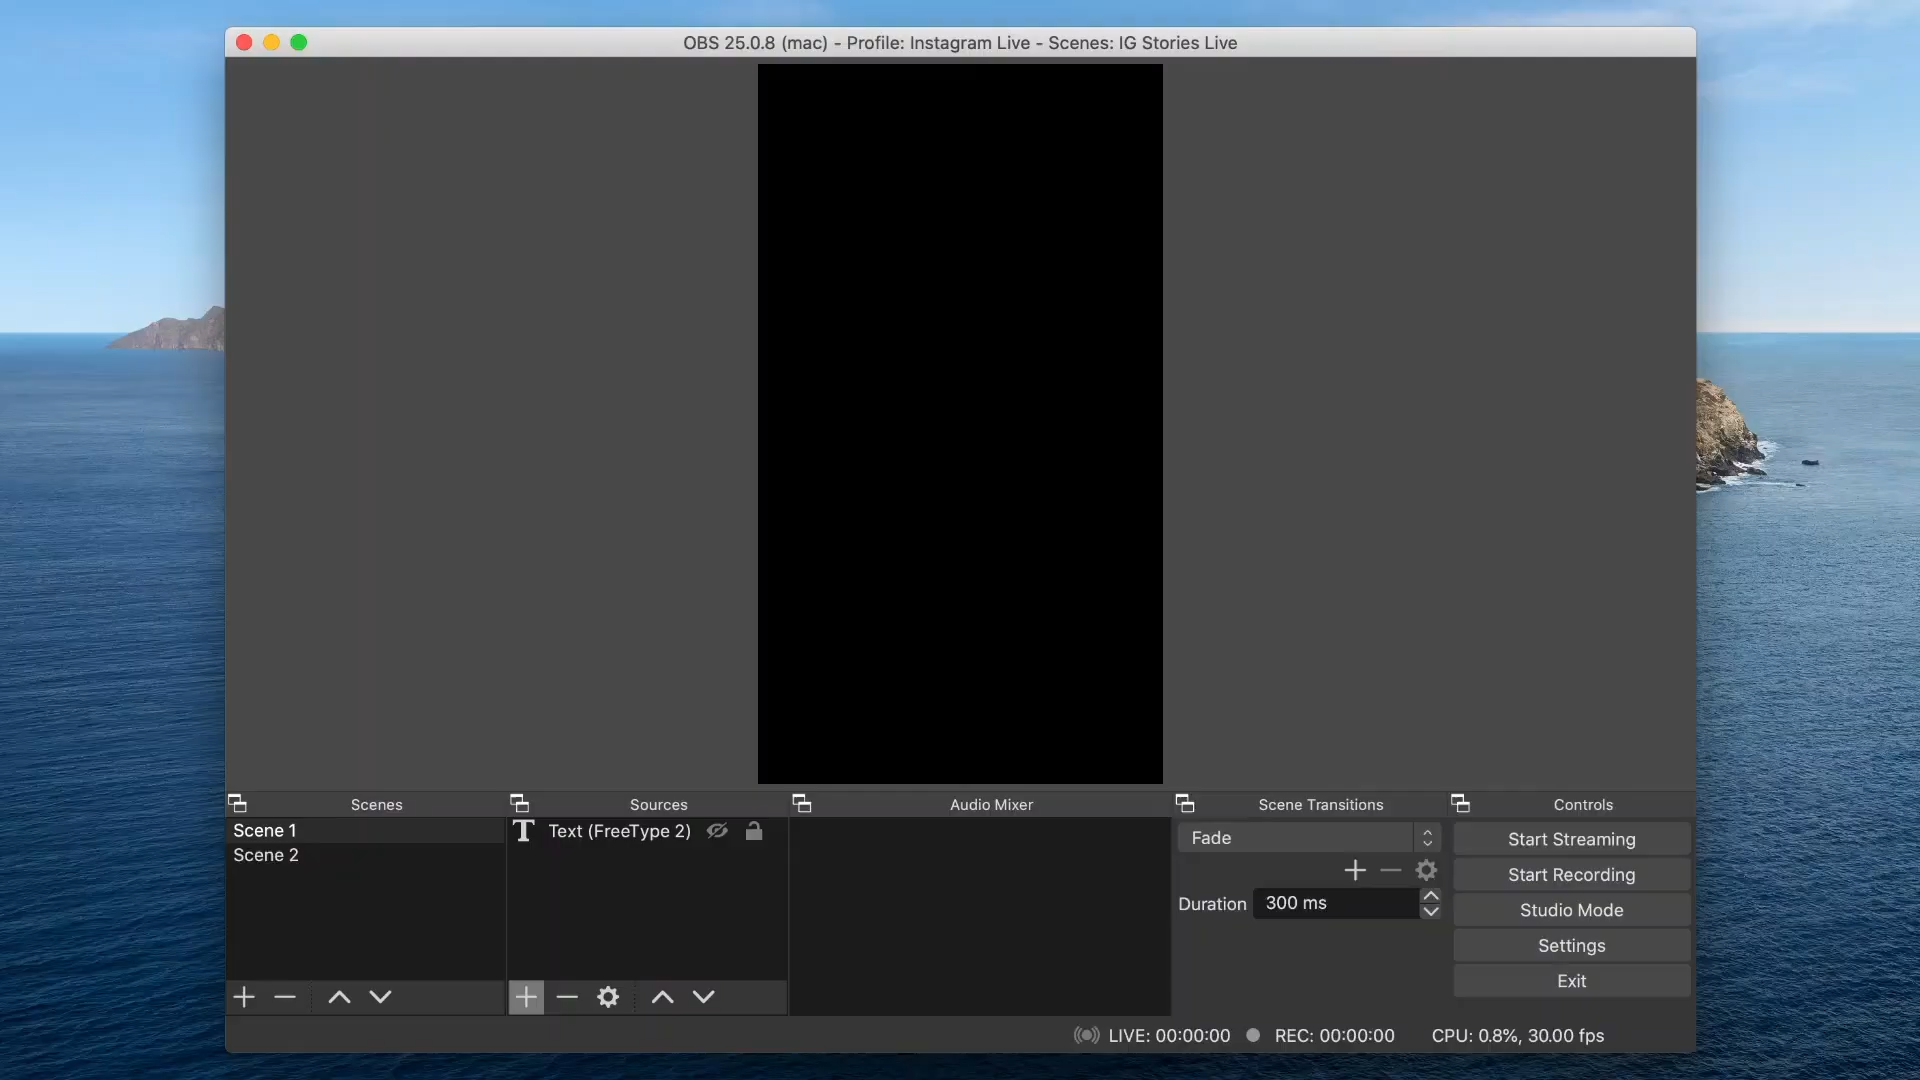 OBS 25.0.8 (mac) - Profile: Instagram Live - Scenes: IG Stories Live
Scenes
Scene 1
Scene 2
Sources
Text (FreeType 2)
Audio Mixer
Scene Transitions
Fade
Duration 300 ms
Controls
Start Streaming
Start Recording
Studio Mode
Settings
Exit
LIVE: 00:00:00 REC: 00:00:00 CPU: 0.8%, 30.00 fps